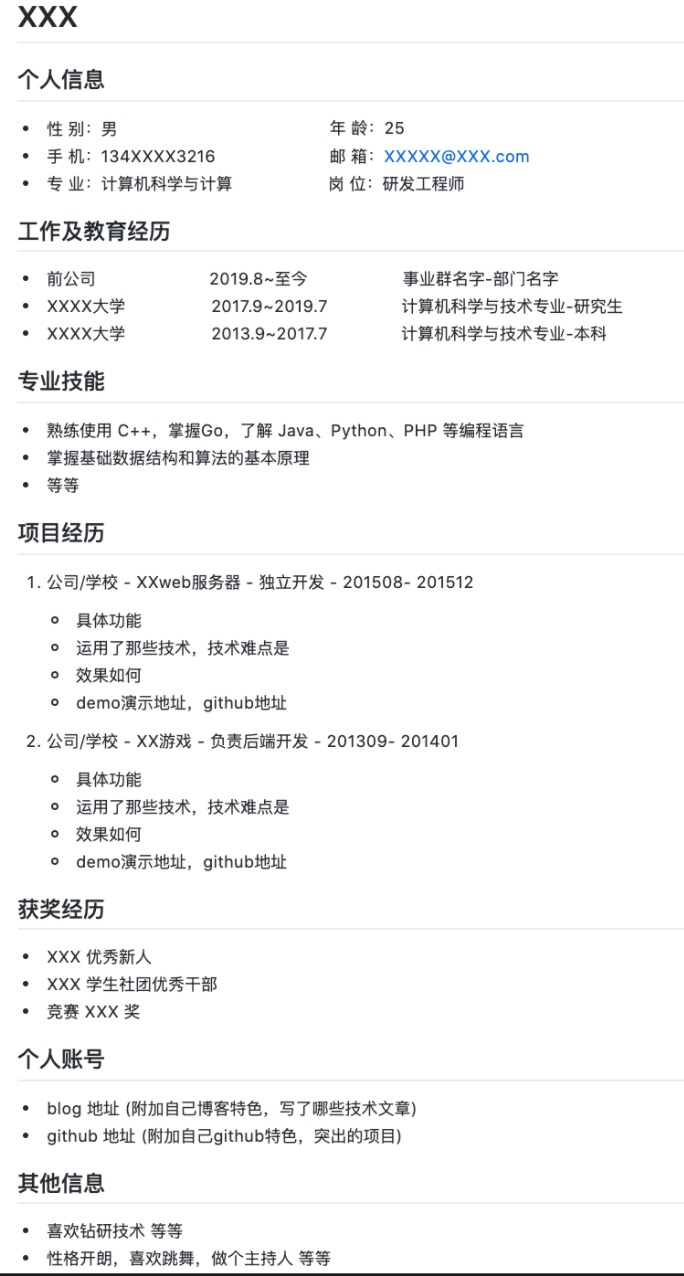 XXX
个人信息
• 性 别：男 年 龄：25
• 手 机：134XXXX3216 邮 箱：XXXXX@XXX.com
• 专 业：计算机科学与计算 岗 位：研发工程师
工作及教育经历
• 前公司 2019.8~至今 事业群名字-部门名字
• XXXX大学 2017.9~2019.7 计算机科学与技术专业-研究生
• XXXX大学 2013.9~2017.7 计算机科学与技术专业-本科
专业技能
• 熟练使用 C++，掌握Go，了解 Java、Python、PHP 等编程语言
• 掌握基础数据结构和算法的基本原理
• 等等
项目经历
1. 公司/学校 - XXweb服务器 - 独立开发 - 201508- 201512
具体功能
运用了那些技术，技术难点是
效果如何
demo演示地址，github地址
2. 公司/学校 - XX游戏 - 负责后端开发 - 201309- 201401
具体功能
运用了那些技术，技术难点是
效果如何
demo演示地址，github地址
获奖经历
• XXX 优秀新人
• XXX 学生社团优秀干部
• 竞赛 XXX 奖
个人账号
• blog 地址 (附加自己博客特色，写了哪些技术文章)
• github 地址 (附加自己github特色，突出的项目)
其他信息
• 喜欢钻研技术 等等
• 性格开朗，喜欢跳舞，做个主持人 等等